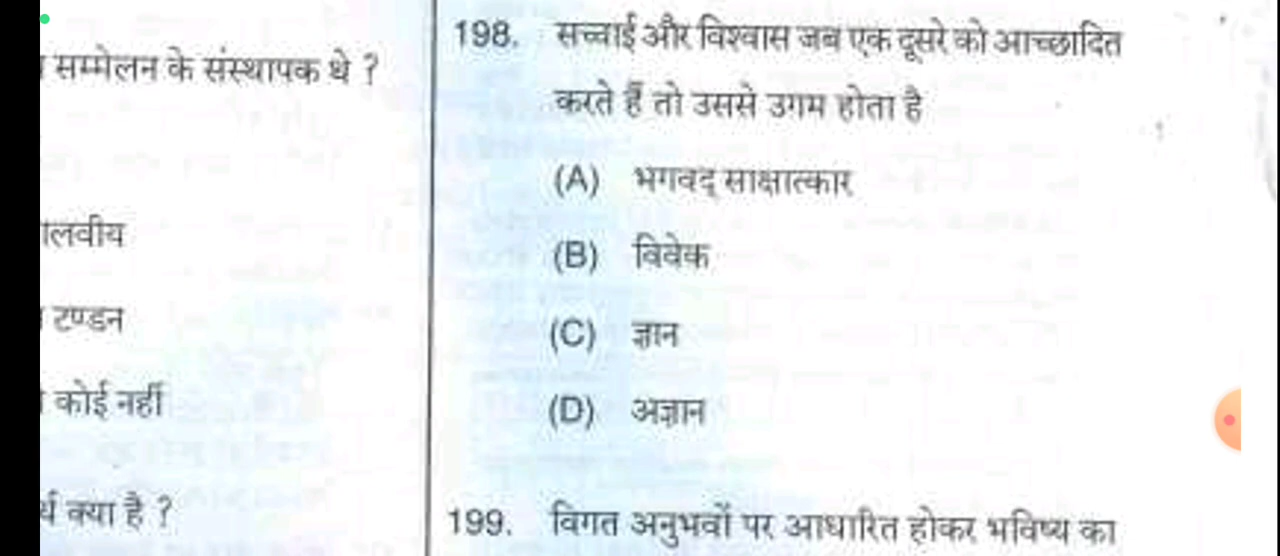 सम्मेलन के संस्थापक थे ?
टण्डन
कोई नहीं
क्या है ?
198. सच्चाई और विश्वास जब एक दूसरे को आच्छादित
करते हैं तो उससे उगम होता है
(A) भगवद् साक्षात्कार
(B) विवेक
(C) ज्ञान
(D) अज्ञान
199. विगत अनुभवों पर आधारित होकर भविष्य का